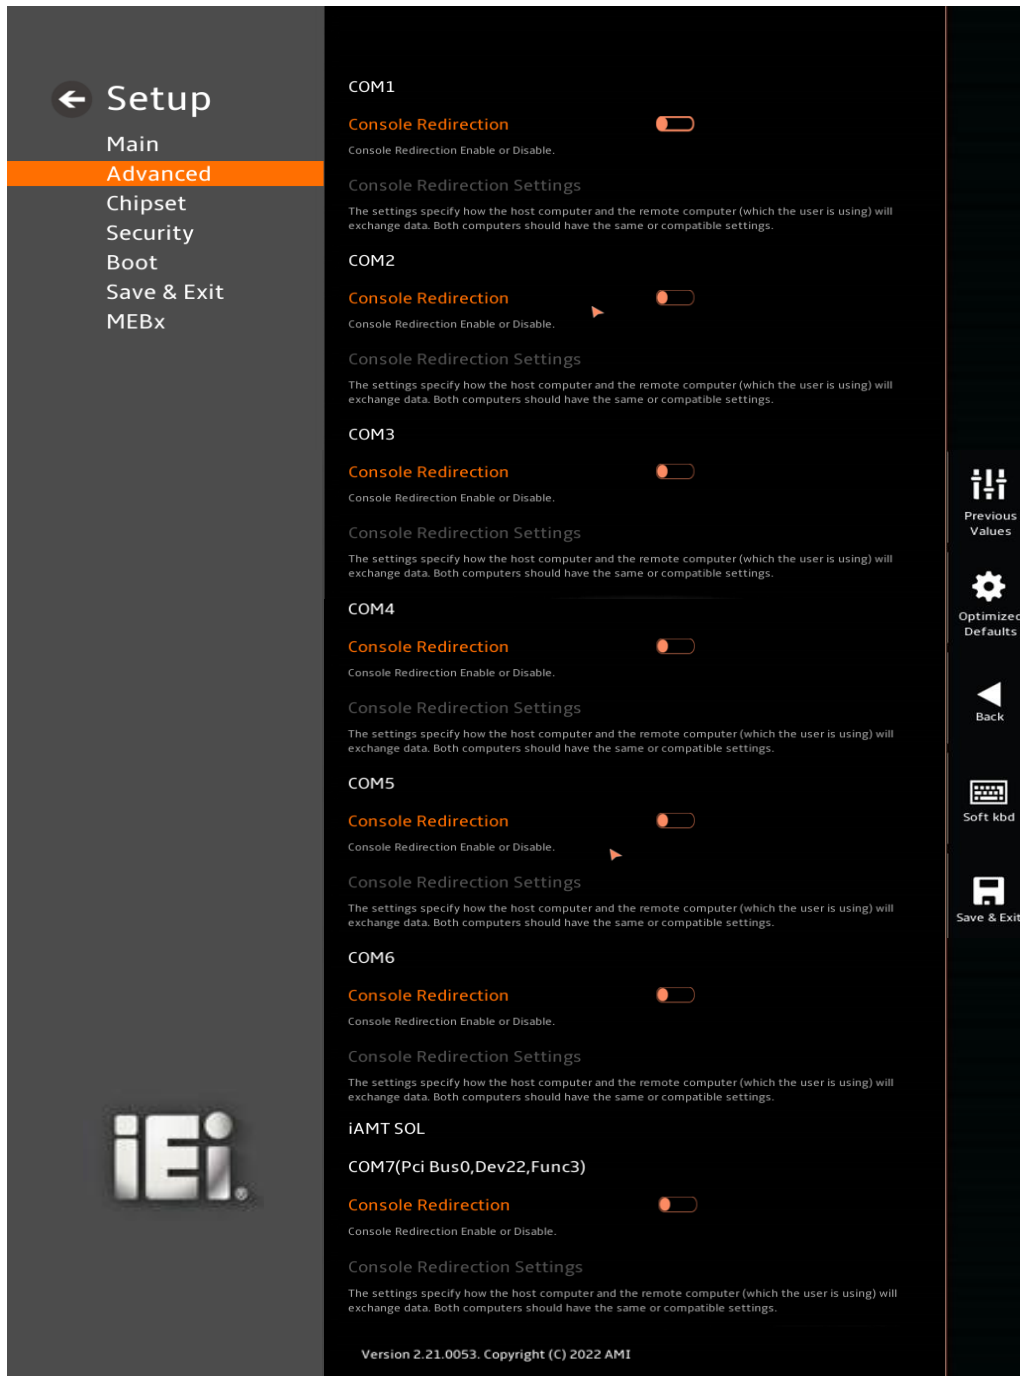 Setup
Main
Advanced
Chipset
Security
Boot
Save & Exit
MEBx
iEi
COM1
Console Redirection
Console Redirection Enable or Disable.
Console Redirection Settings
The settings specify how the host computer and the remote computer (which the user is using) will
exchange data. Both computers should have the same or compatible settings.
COM2
Console Redirection
Console Redirection Enable or Disable.
Console Redirection Settings
The settings specify how the host computer and the remote computer (which the user is using) will
exchange data. Both computers should have the same or compatible settings.
COM3
Console Redirection
Console Redirection Enable or Disable.
Console Redirection Settings
The settings specify how the host computer and the remote computer (which the user is using) will
exchange data. Both computers should have the same or compatible settings.
COM4
Console Redirection
Console Redirection Enable or Disable.
Console Redirection Settings
The settings specify how the host computer and the remote computer (which the user is using) will
exchange data. Both computers should have the same or compatible settings.
COM5
Console Redirection
Console Redirection Enable or Disable.
Console Redirection Settings
The settings specify how the host computer and the remote computer (which the user is using) will
exchange data. Both computers should have the same or compatible settings.
COM6
Console Redirection
Console Redirection Enable or Disable.
Console Redirection Settings
The settings specify how the host computer and the remote computer (which the user is using) will
exchange data. Both computers should have the same or compatible settings.
iAMT SOL
COM7(Pci Bus0,Dev22,Func3)
Console Redirection
Console Redirection Enable or Disable.
Console Redirection Settings
The settings specify how the host computer and the remote computer (which the user is using) will
exchange data. Both computers should have the same or compatible settings.
Version 2.21.0053. Copyright (C) 2022 AMI
Previous
Values
Optimized
Defaults
Back
Soft kbd
Save & Exit